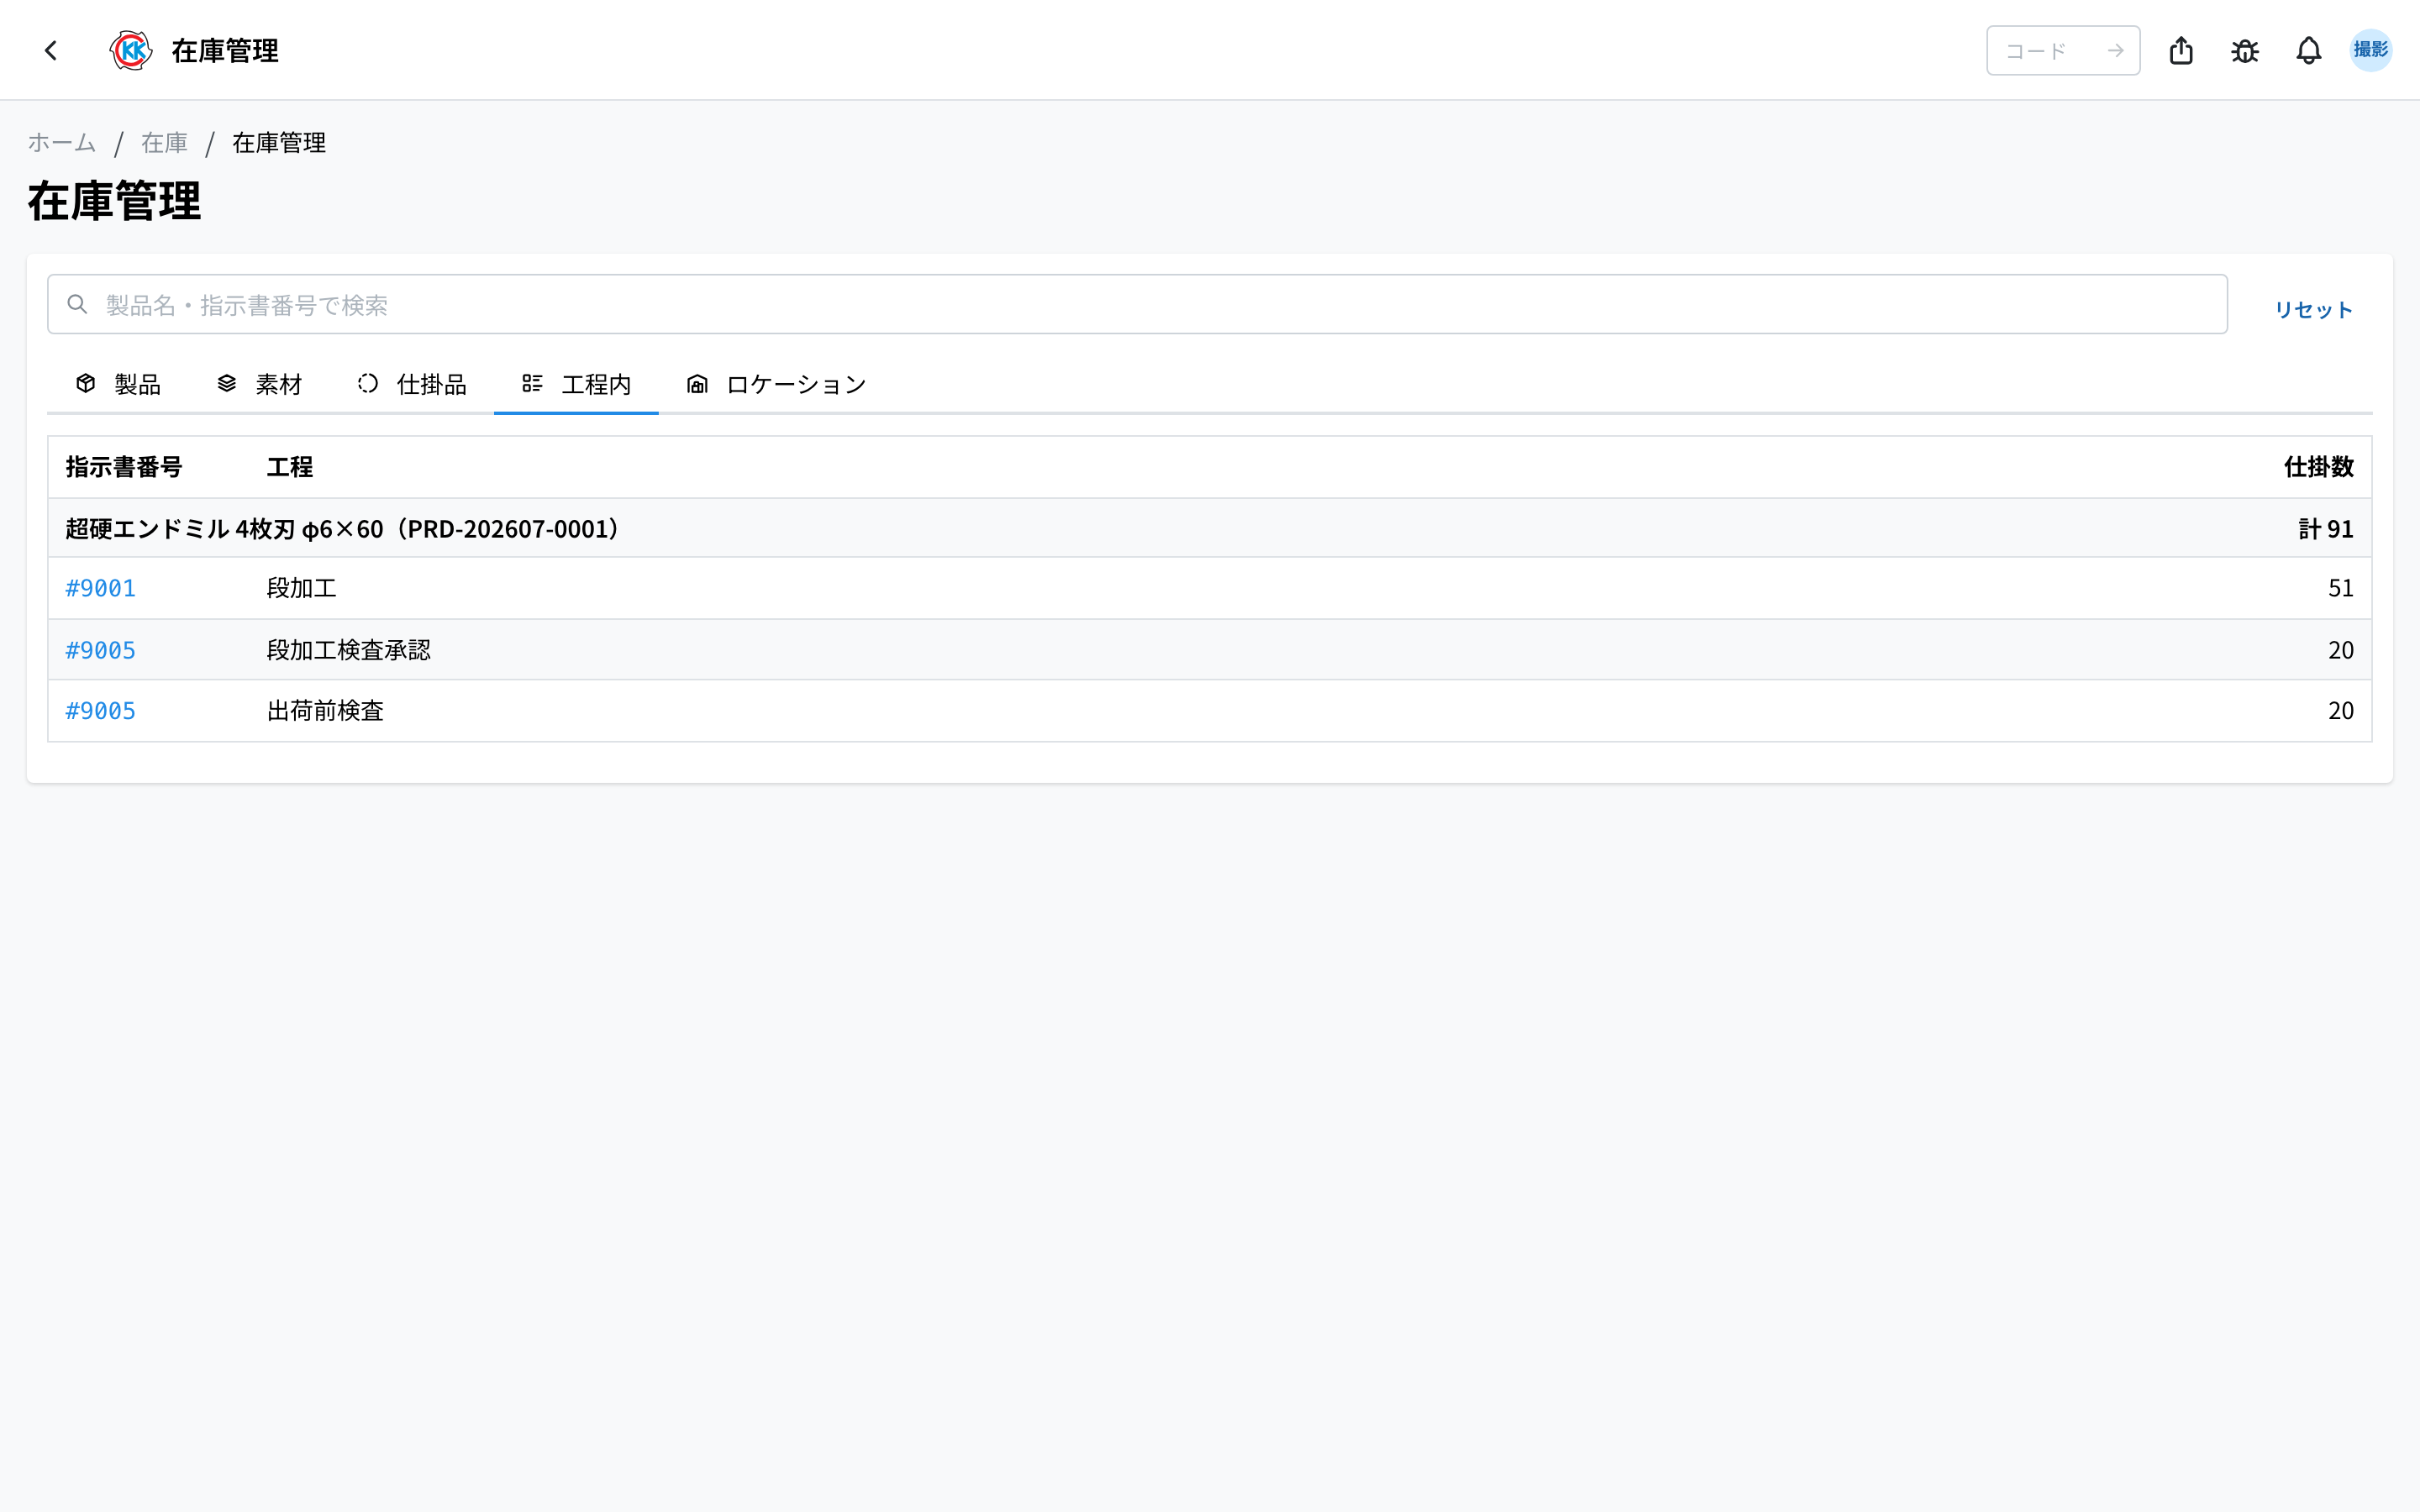 KK 在庫管理 コード 撮影
ホーム / 在庫 / 在庫管理
在庫管理
製品名・指示書番号で検索 リセット
製品 素材 仕掛品 工程内 ロケーション
指示書番号 工程 仕掛数
超硬エンドミル 4枚刃 φ6×60（PRD-202607-0001） 計 91
#9001 段加工 51
#9005 段加工検査承認 20
#9005 出荷前検査 20